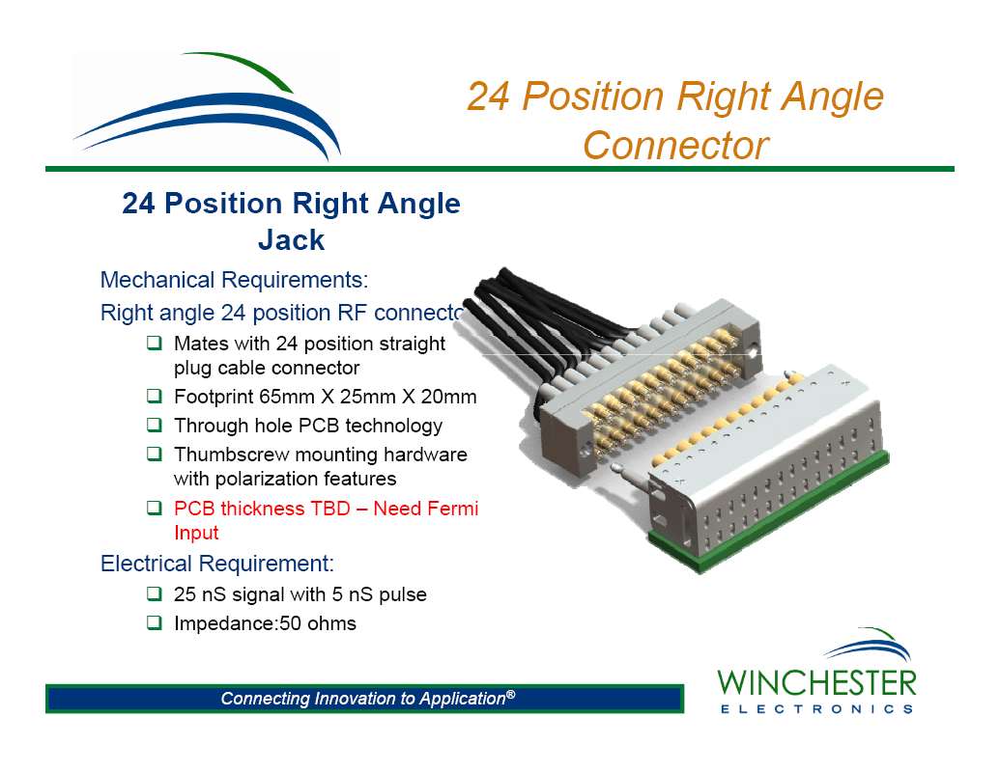 24 Position Right Angle
Connector
24 Position Right Angle
Jack
Mechanical Requirements:
Right angle 24 position RF connecto
Mates with 24 position straight
plug cable connector
Footprint 65mm X 25mm X 20mm
Through hole PCB technology
Thumbscrew mounting hardware
with polarization features
PCB thickness TBD – Need Fermi
Input
Electrical Requirement:
25 nS signal with 5 nS pulse
Impedance:50 ohms
Connecting Innovation to Application®
WINCHESTER
ELECTRONICS